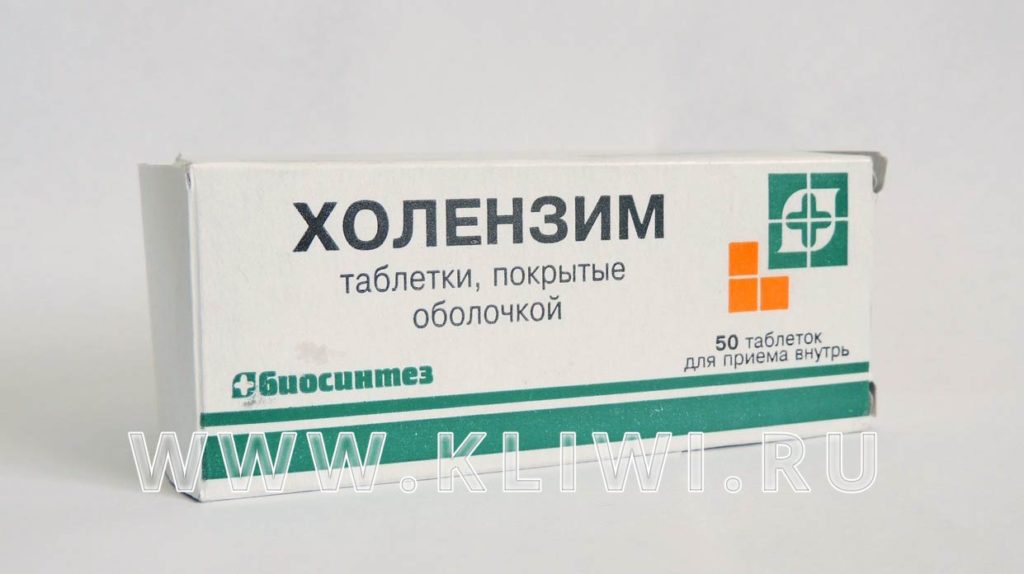 ХОЛЕНЗИМ
таблетки, покрытые
оболочкой
50 таблеток
для приема внутрь
биосинтез
WWW.KLIWI.RU